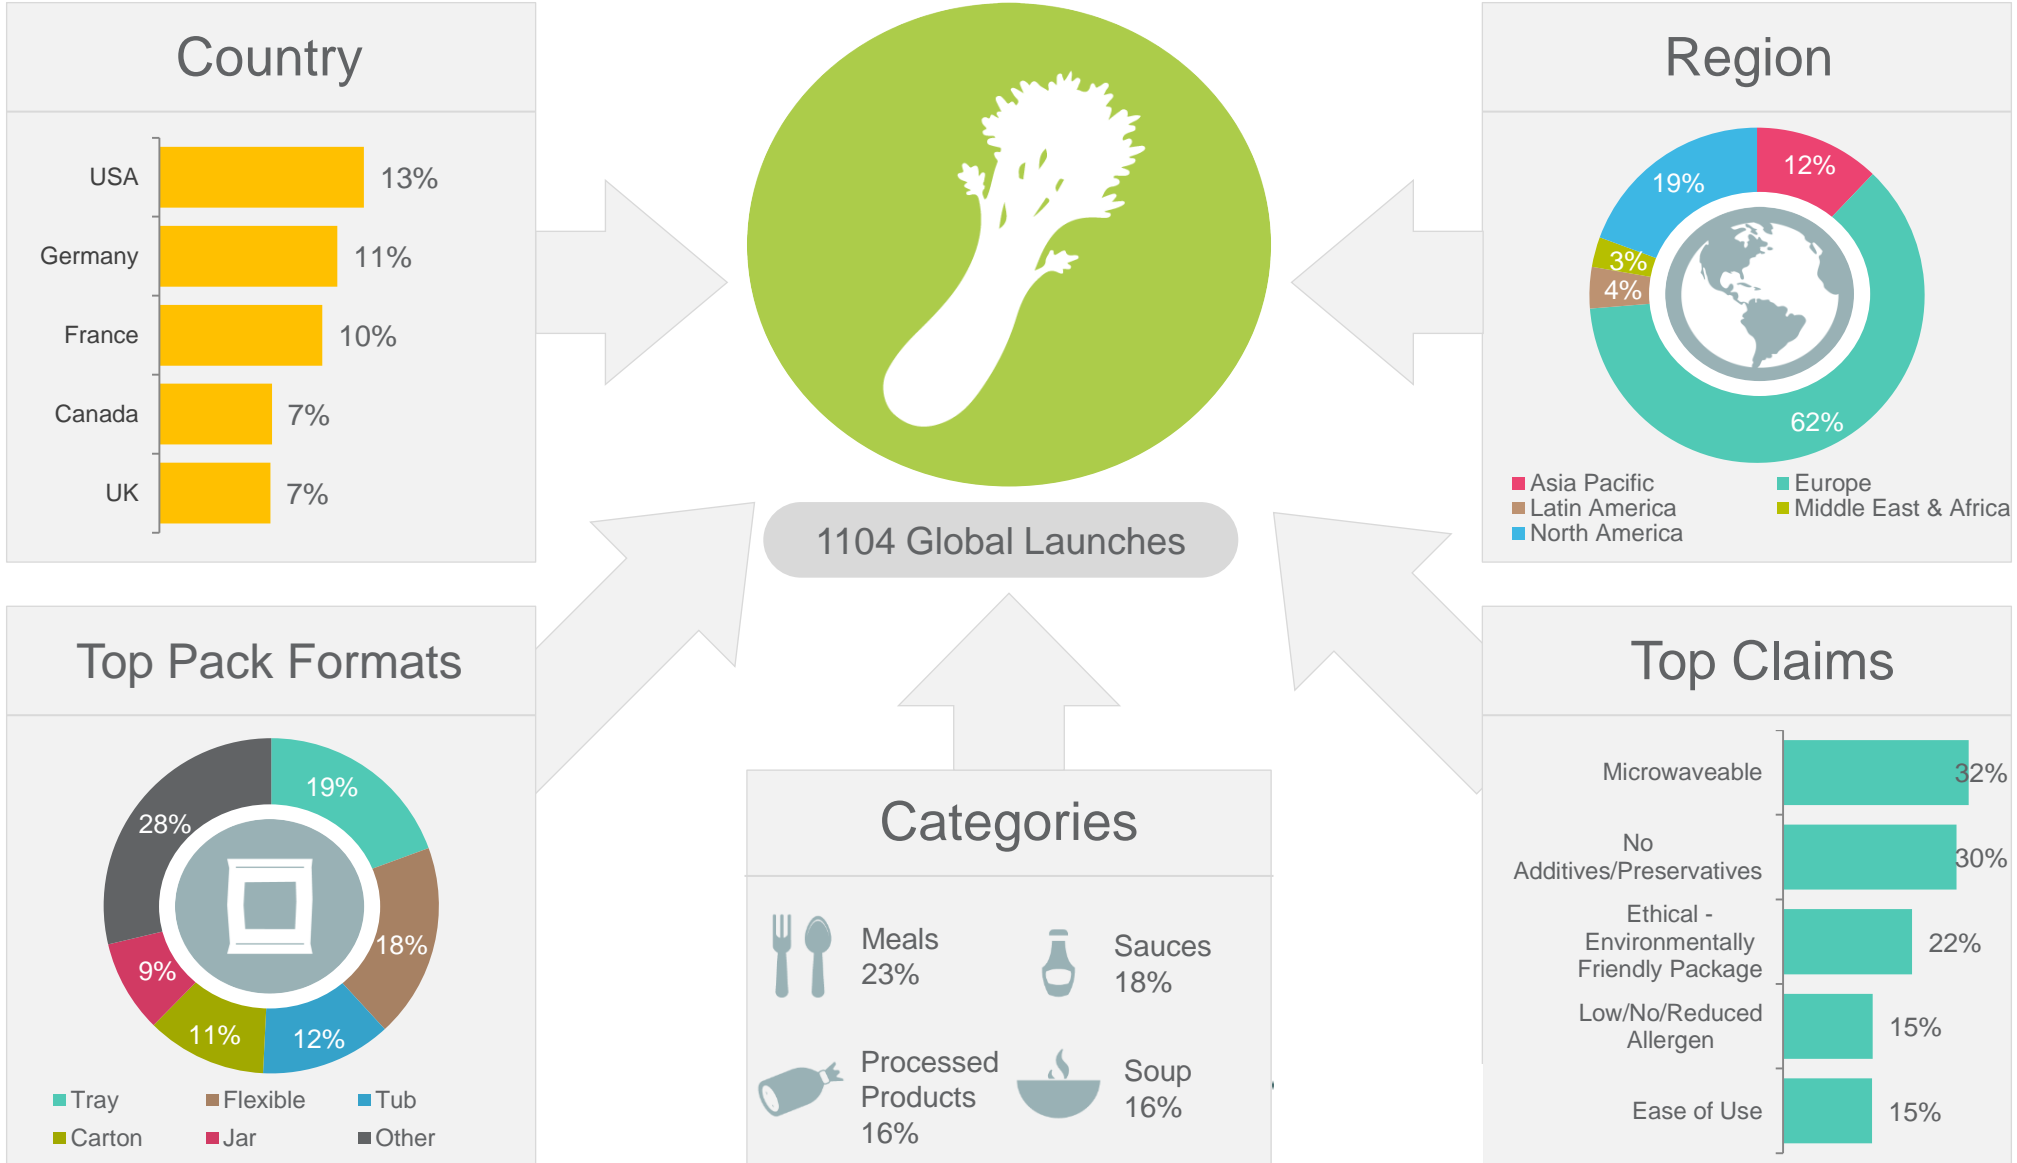 Country
USA
13%
Germany
11%
France
10%
Canada
7%
UK
7%
1104 Global Launches
Region
12%
19%
3%
4%
62%
Asia Pacific
Europe
Latin America
Middle East & Africa
North America
Top Pack Formats
19%
28%
18%
9%
11%
12%
Tray
Flexible
Tub
Carton
Jar
Other
Categories
Meals
23%
Sauces
18%
Processed
Products
16%
Soup
16%
Top Claims
Microwaveable
32%
No
Additives/Preservatives
30%
Ethical -
Environmentally
Friendly Package
22%
Low/No/Reduced
Allergen
15%
Ease of Use
15%